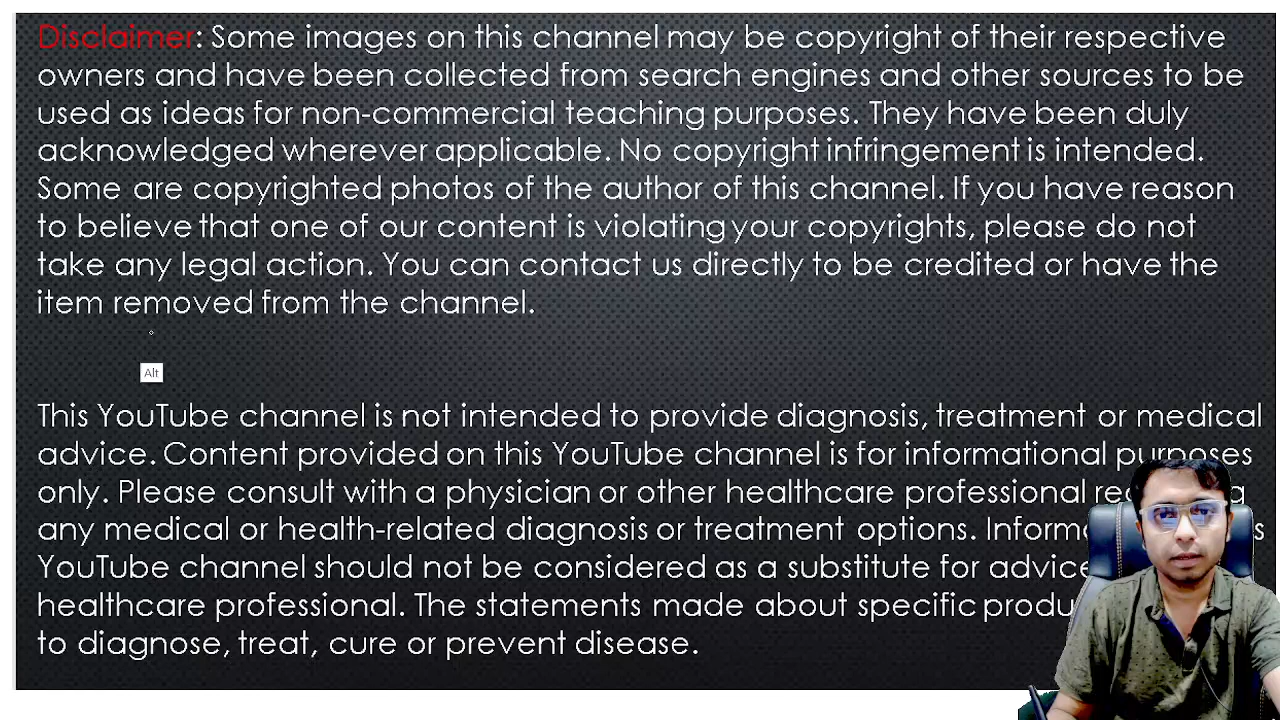 Disclaimer: Some images on this channel may be copyright of their respective
owners and have been collected from search engines and other sources to be
used as ideas for non-commercial teaching purposes. They have been duly
acknowledged wherever applicable. No copyright infringement is intended.
Some are copyrighted photos of the author of this channel. If you have reason
to believe that one of our content is violating your copyrights, please do not
take any legal action. You can contact us directly to be credited or have the
item removed from the channel.
Alt
This YouTube channel is not intended to provide diagnosis, treatment or medical
advice. Content provided on this YouTube channel is for informational purposes
only. Please consult with a physician or other healthcare professional
any medical or health-related diagnosis or treatment options.
YouTube channel should not be considered as a substitute for advice
healthcare professional. The statements made about specific
to diagnose, treat, cure or prevent disease.